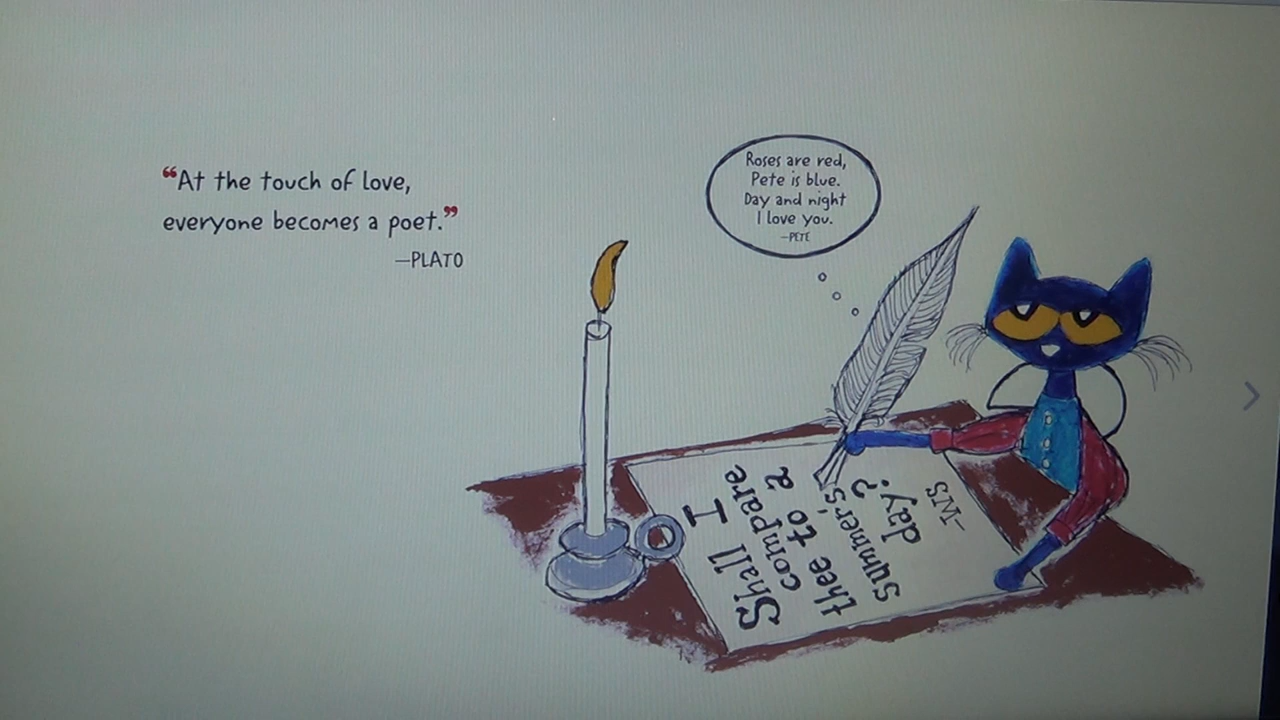 “At the touch of love,
everyone becomes a poet.”
—PLATO
Roses are red,
Pete is blue.
Day and night
I love you.
—PETE
Shall I
compare
thee to a
summer's
day?
—WS